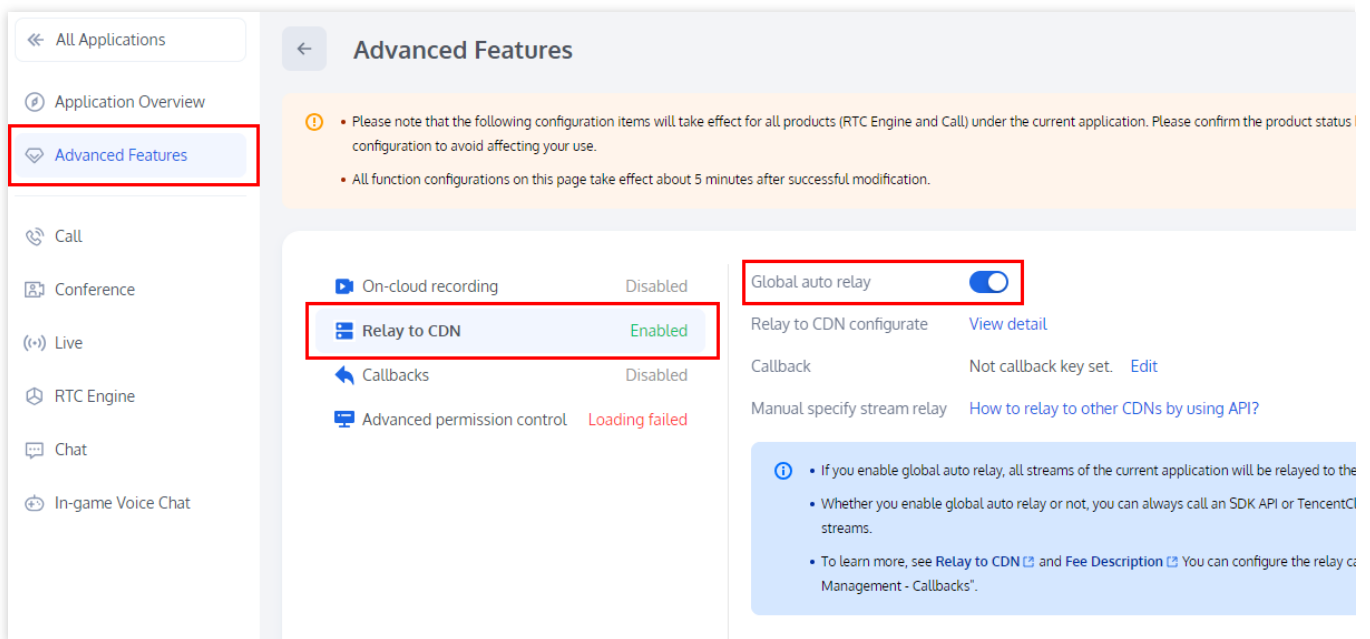 All Applications
Application Overview
Advanced Features
Call
Conference
Live
RTC Engine
Chat
In-game Voice Chat
Advanced Features
• Please note that the following configuration items will take effect for all products (RTC Engine and Call) under the current application. Please confirm the product status
configuration to avoid affecting your use.
• All function configurations on this page take effect about 5 minutes after successful modification.
On-cloud recording Disabled
Relay to CDN Enabled
Callbacks Disabled
Advanced permission control Loading failed
Global auto relay
Relay to CDN configurate View detail
Callback Not callback key set. Edit
Manual specify stream relay How to relay to other CDNs by using API?
• If you enable global auto relay, all streams of the current application will be relayed to the
• Whether you enable global auto relay or not, you can always call an SDK API or
streams.
• To learn more, see Relay to CDN and Fee Description You can configure the relay
Management - Callbacks".